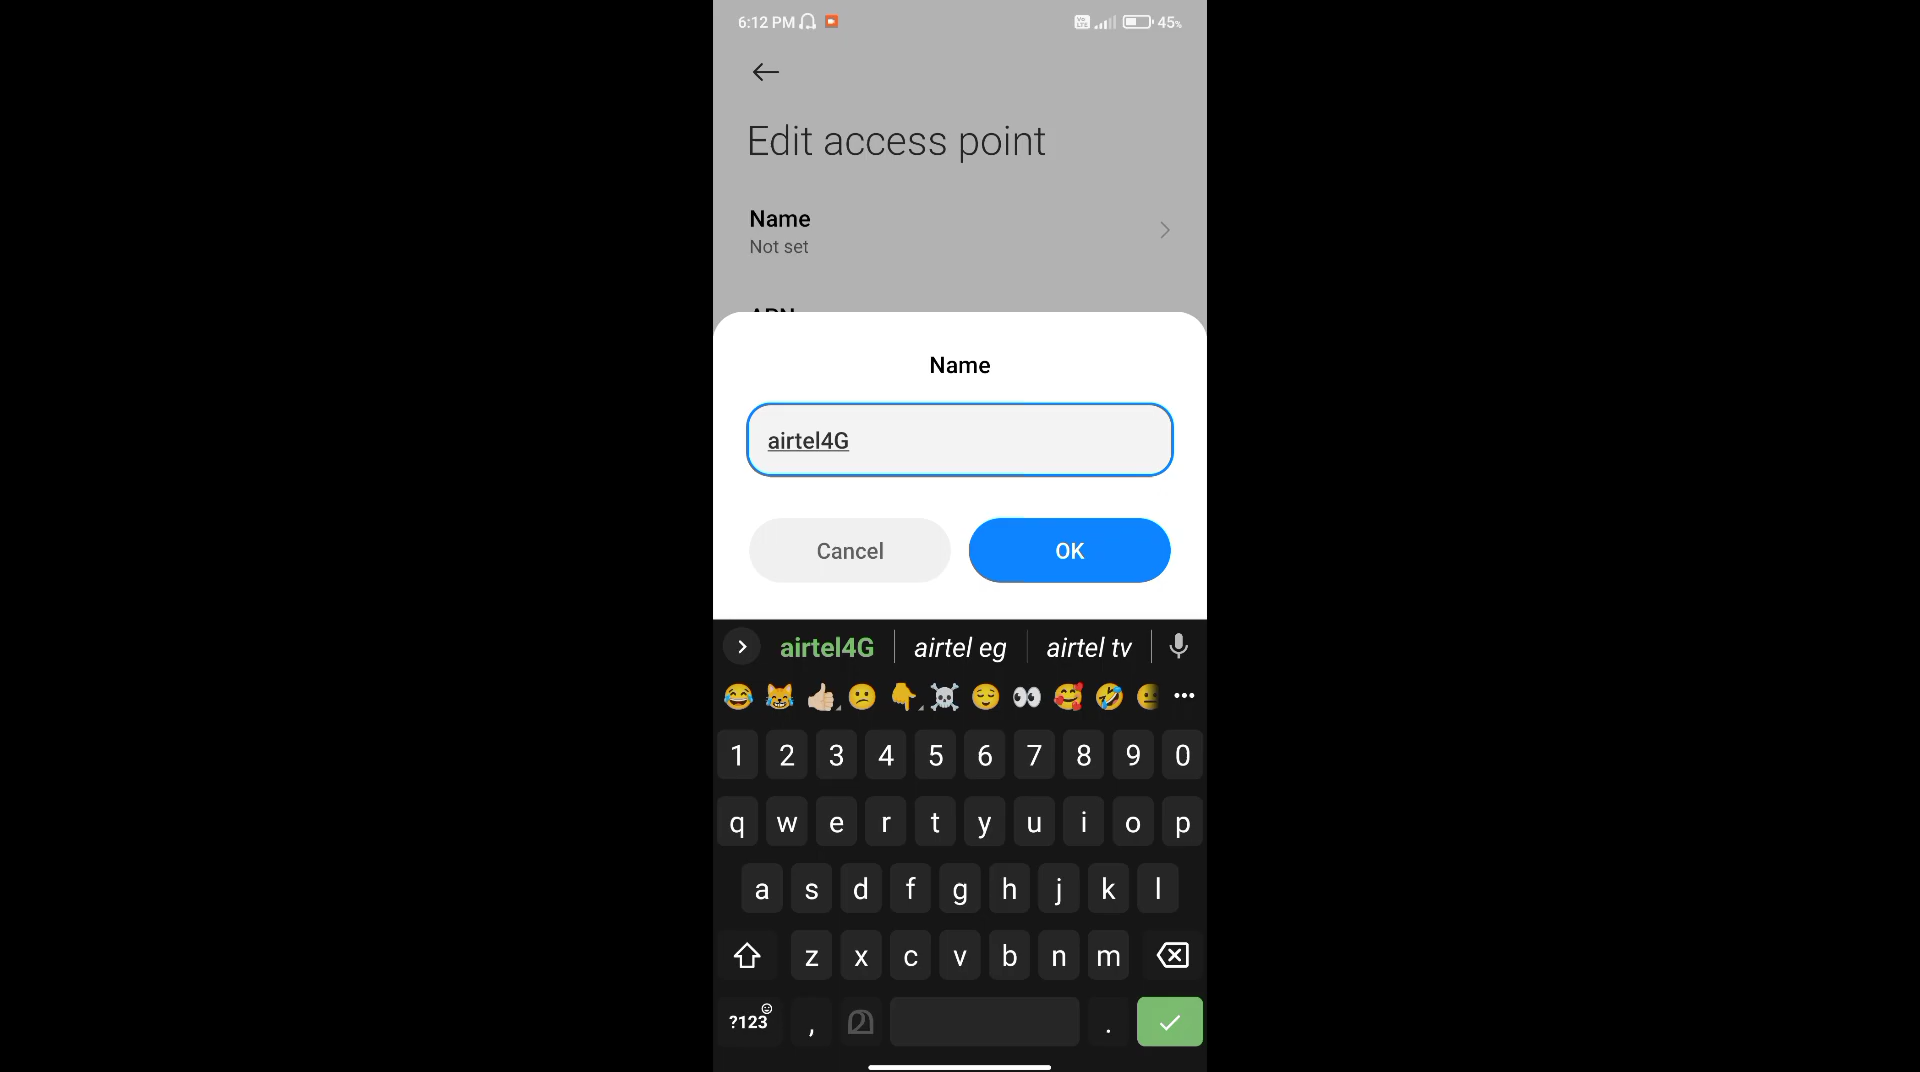 6:12 PM 45%
Edit access point
Name
Not set
APN
Name
airtel4G
Cancel OK
airtel4G airtel eg airtel tv
1 2 3 4 5 6 7 8 9 0
q w e r t y u i o p
a s d f g h j k l
z x c v b n m
?123 , മ .